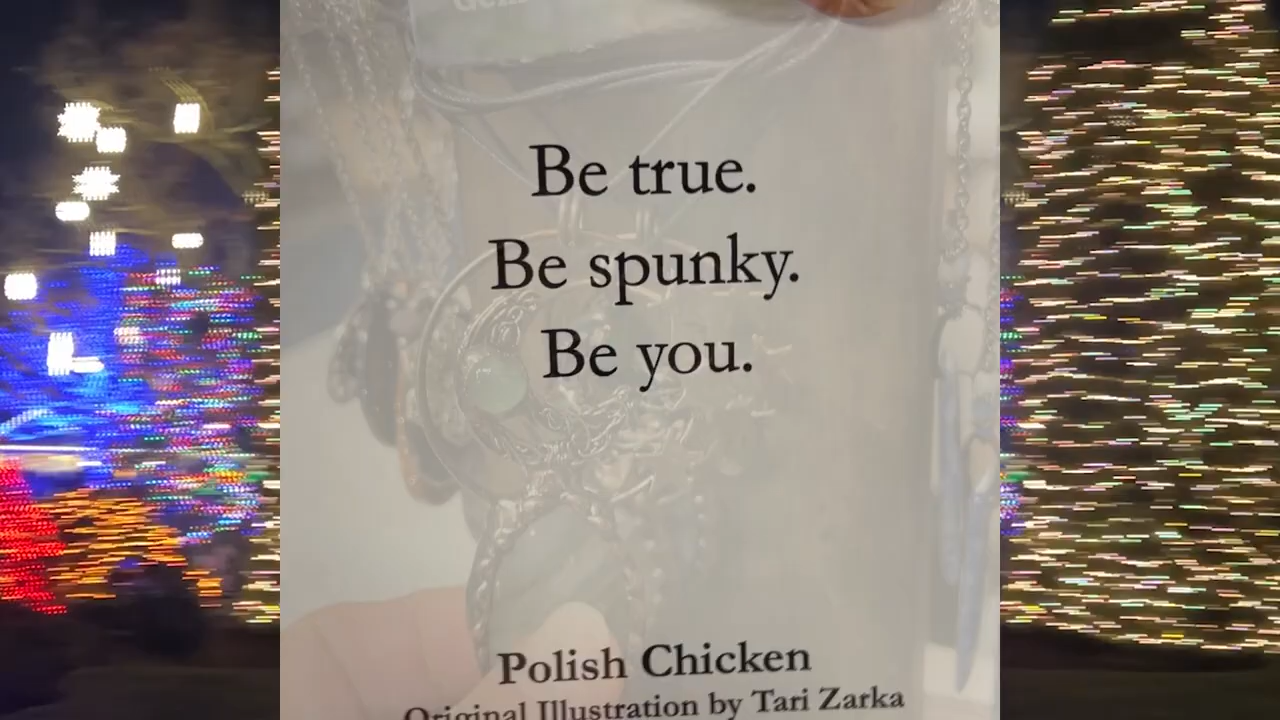 Be true.
Be spunky.
Be you.
Polish Chicken
Original Illustration by Tari Zarka